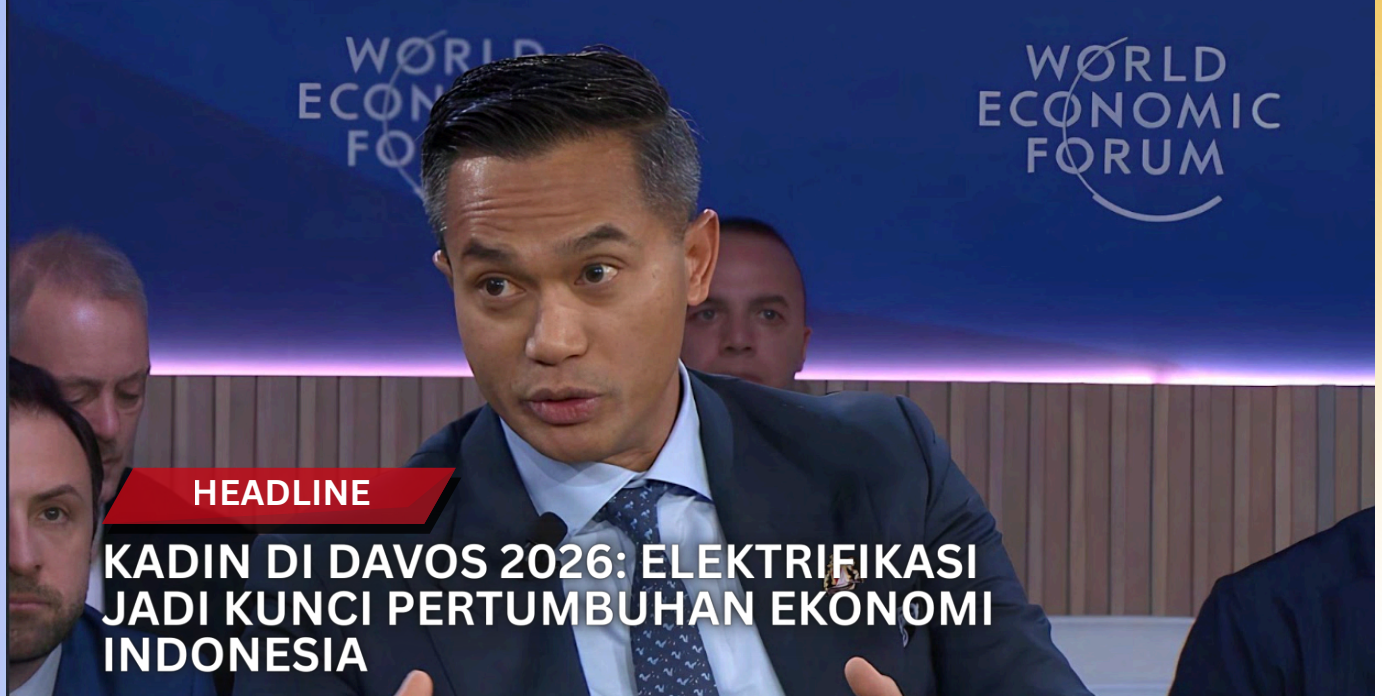 WORLD
ECONOMIC
FORUM
WORLD
ECONOMIC
FORUM
HEADLINE
KADIN DI DAVOS 2026: ELEKTRIFIKASI
JADI KUNCI PERTUMBUHAN EKONOMI
INDONESIA